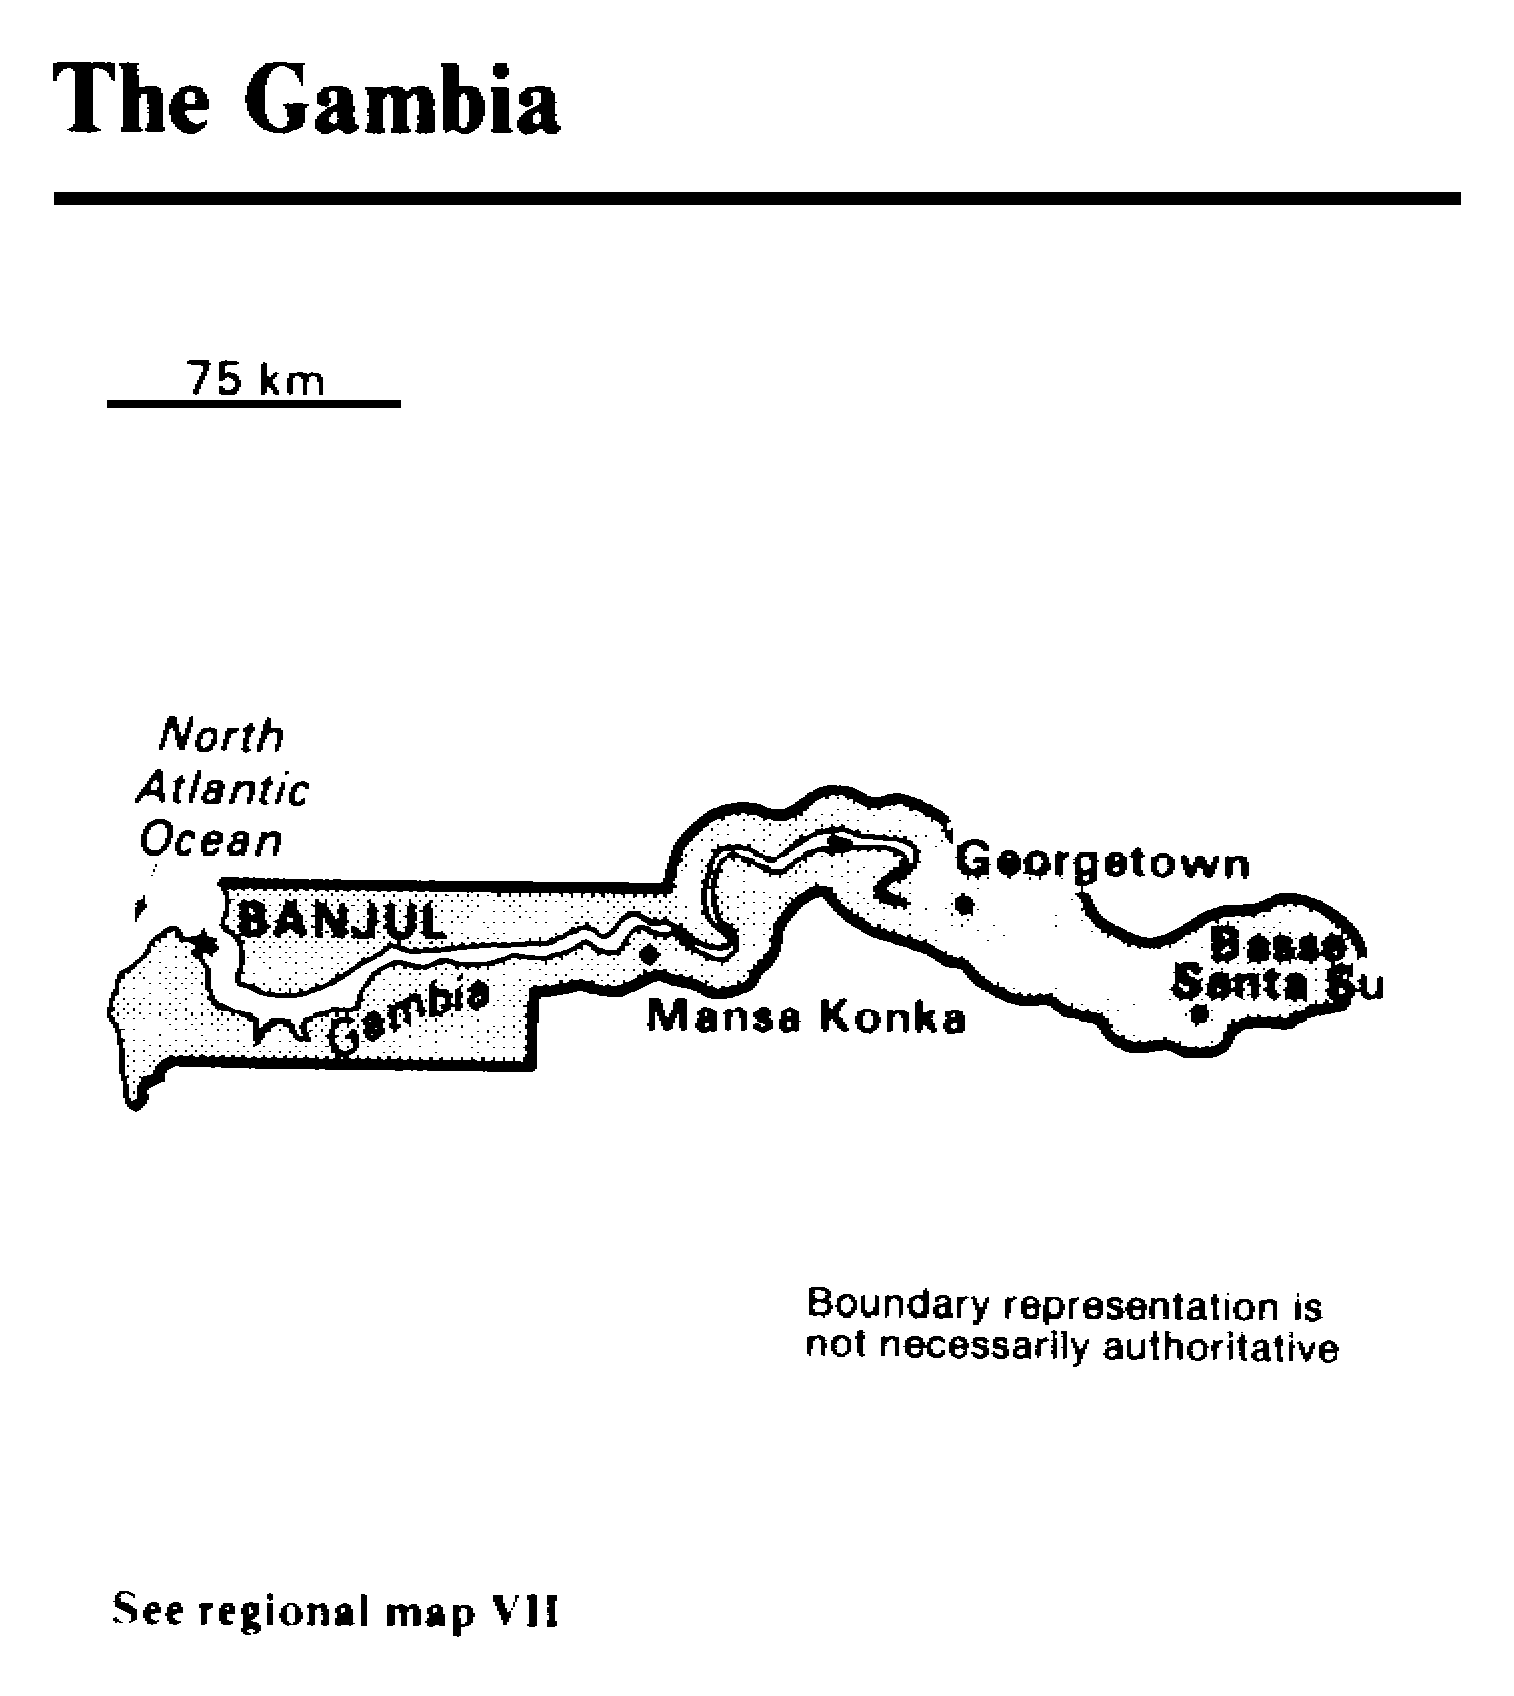 The Gambia
75 km
North
Atlantic
Ocean
Georgetown
BANJUL
Basse
Santa Su
Gambia
Mansa Konka
Boundary representation is
not necessarily authoritative
See regional map VII